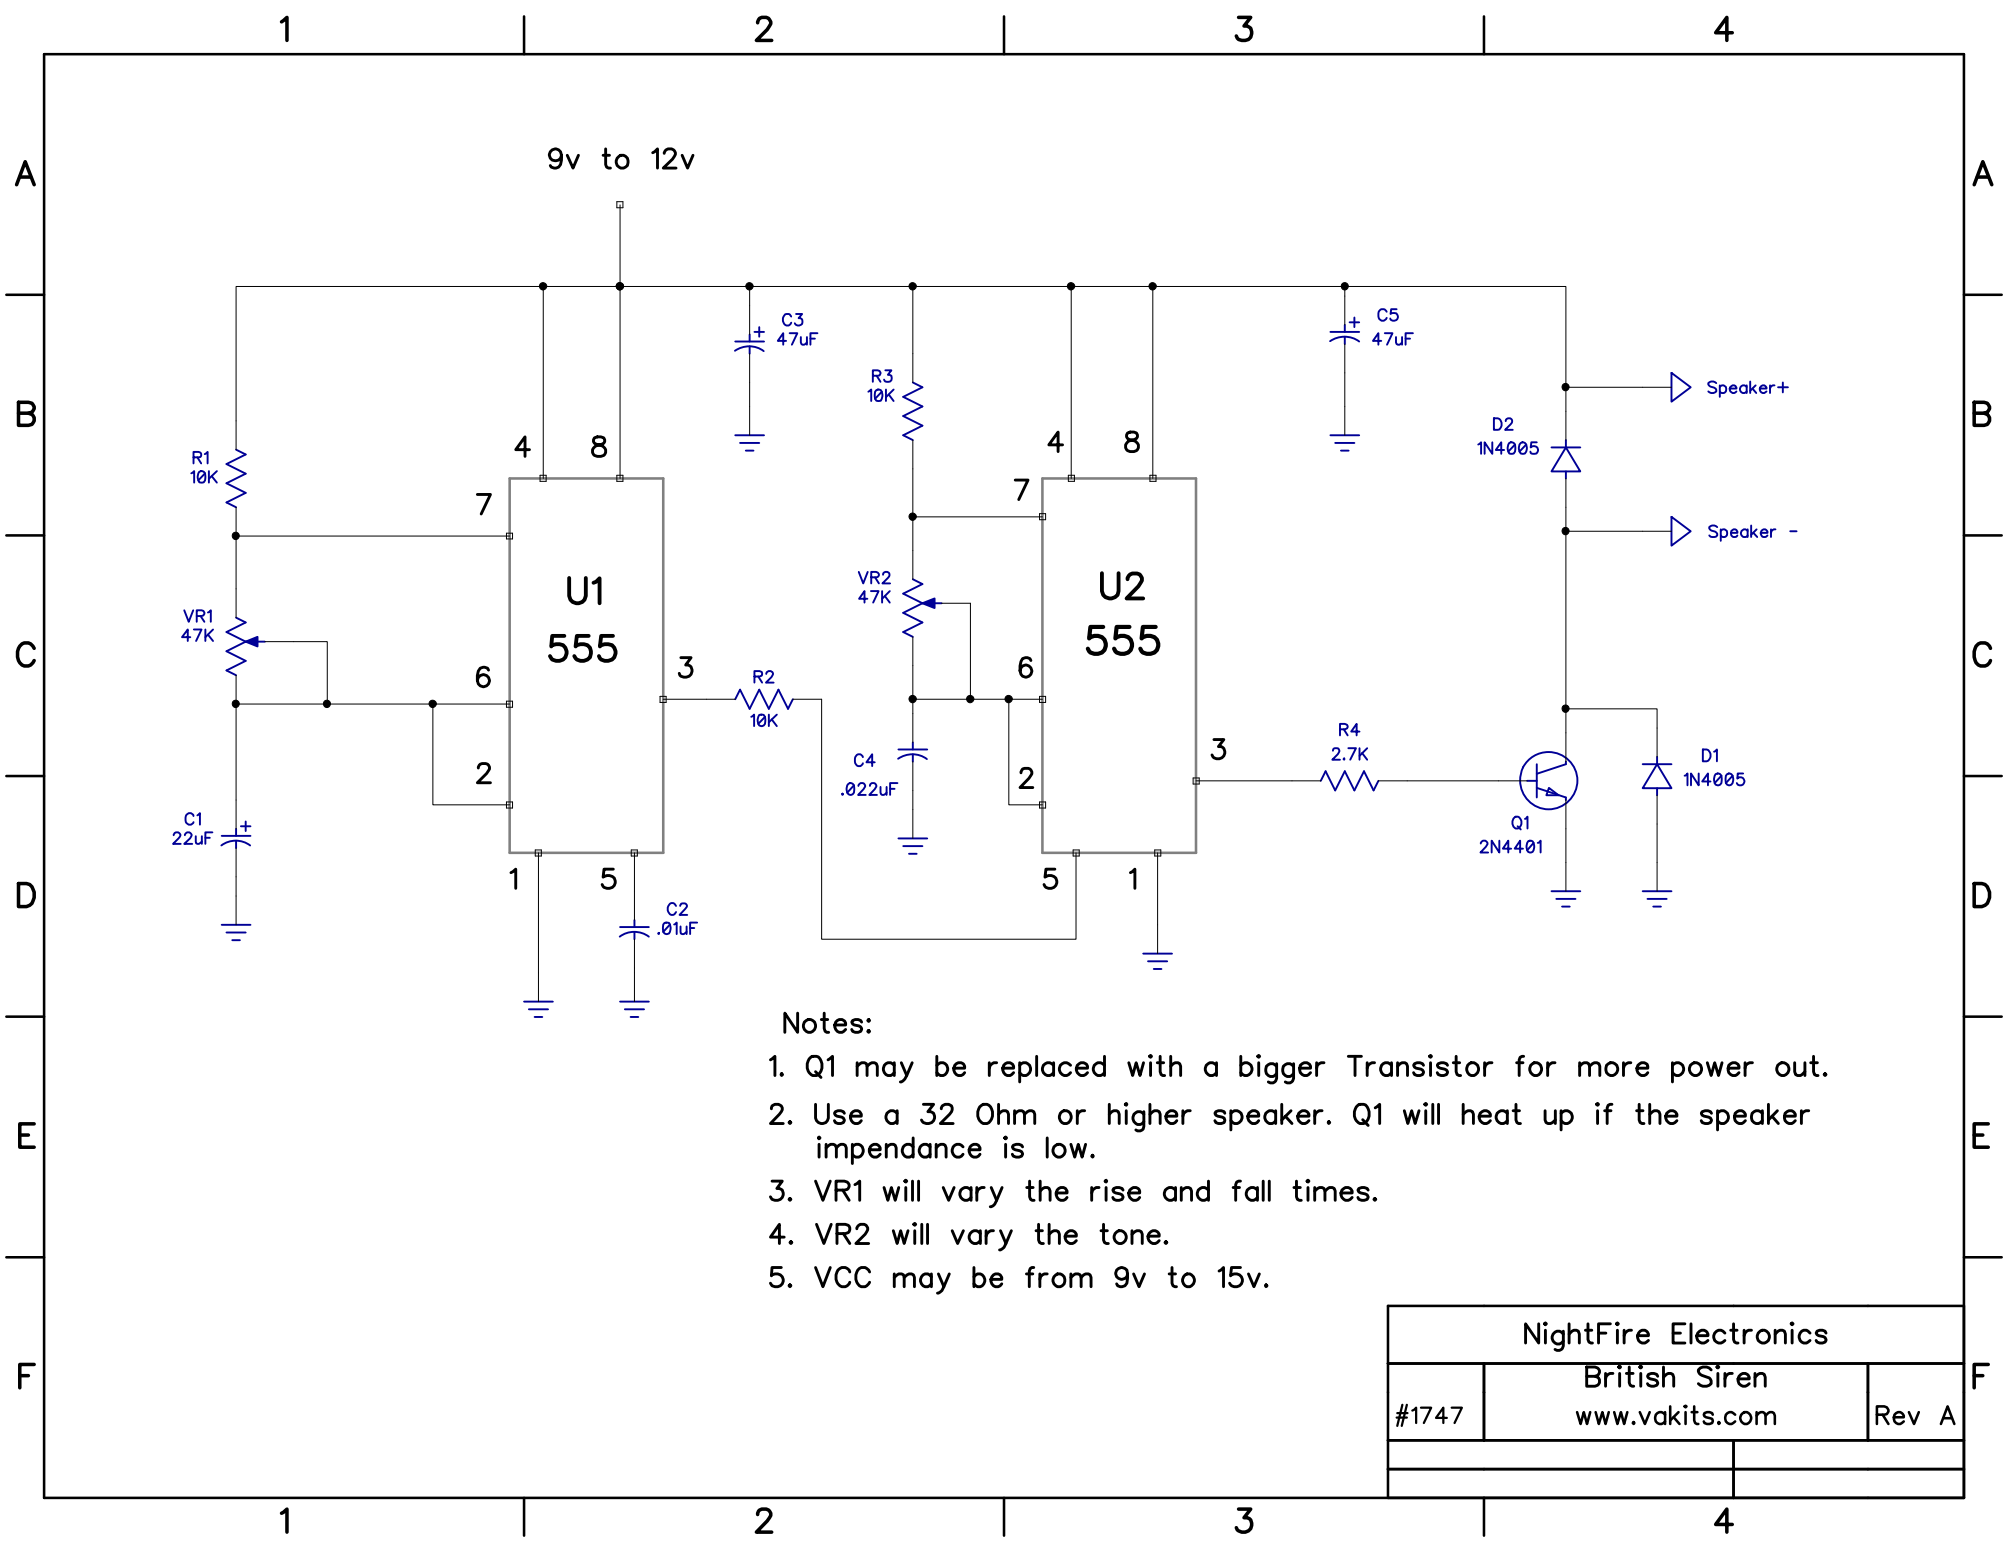 1 2 3 4
A A
9v to 12v
C3
47uF
C5
47uF
R3
10K
Speaker+
B B
D2
1N4005
4 8
4 8
R1
10K
7
7
Speaker -
U1
555
U2
555
VR2
47K
VR1
47K
C C
6
3
R2
10K
6
C4
.022uF
3
R4
2.7K
D1
1N4005
2
2
C1
22uF
Q1
2N4401
1 5
5 1
D D
C2
.01uF
Notes:
1. Q1 may be replaced with a bigger Transistor for more power out.
2. Use a 32 Ohm or higher speaker. Q1 will heat up if the speaker
impendance is low.
E E
3. VR1 will vary the rise and fall times.
4. VR2 will vary the tone.
5. VCC may be from 9v to 15v.
NightFire Electronics
F F
British Siren
#1747 www.vakits.com Rev A
1 2 3 4